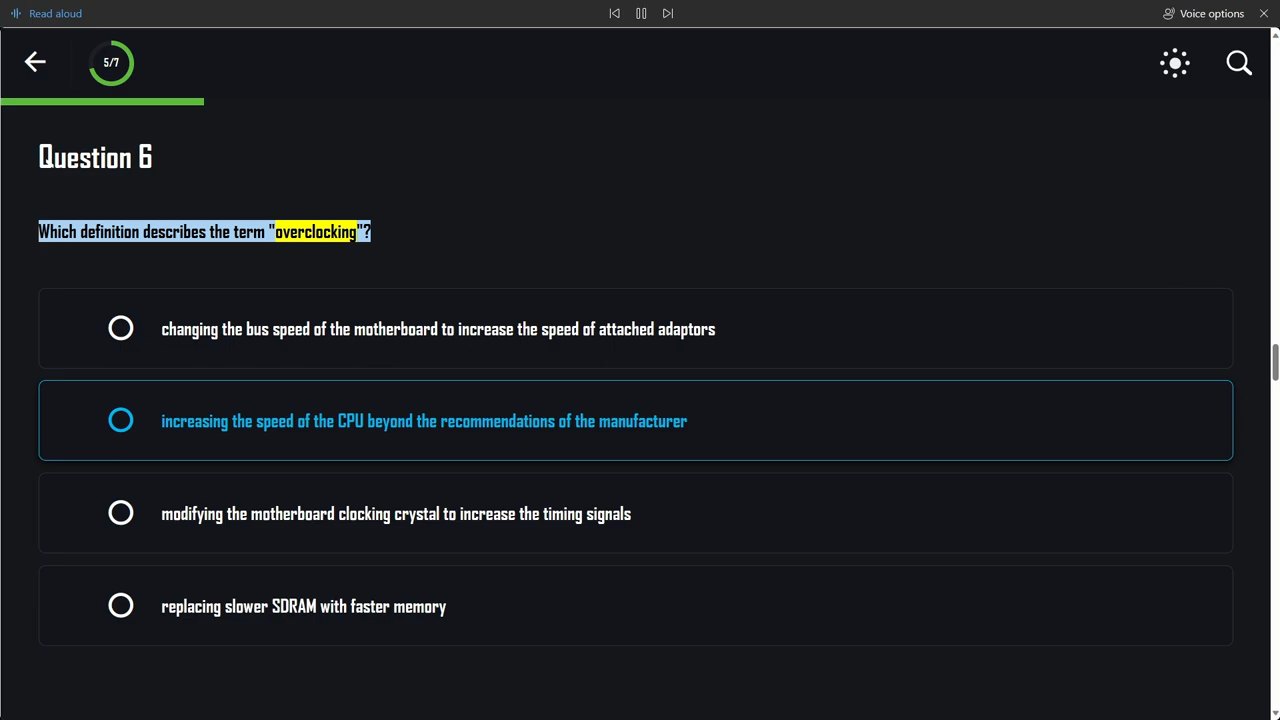 Read aloud
Voice options
5/7
Question 6
Which definition describes the term "overclocking"?
changing the bus speed of the motherboard to increase the speed of attached adaptors
increasing the speed of the CPU beyond the recommendations of the manufacturer
modifying the motherboard clocking crystal to increase the timing signals
replacing slower SDRAM with faster memory